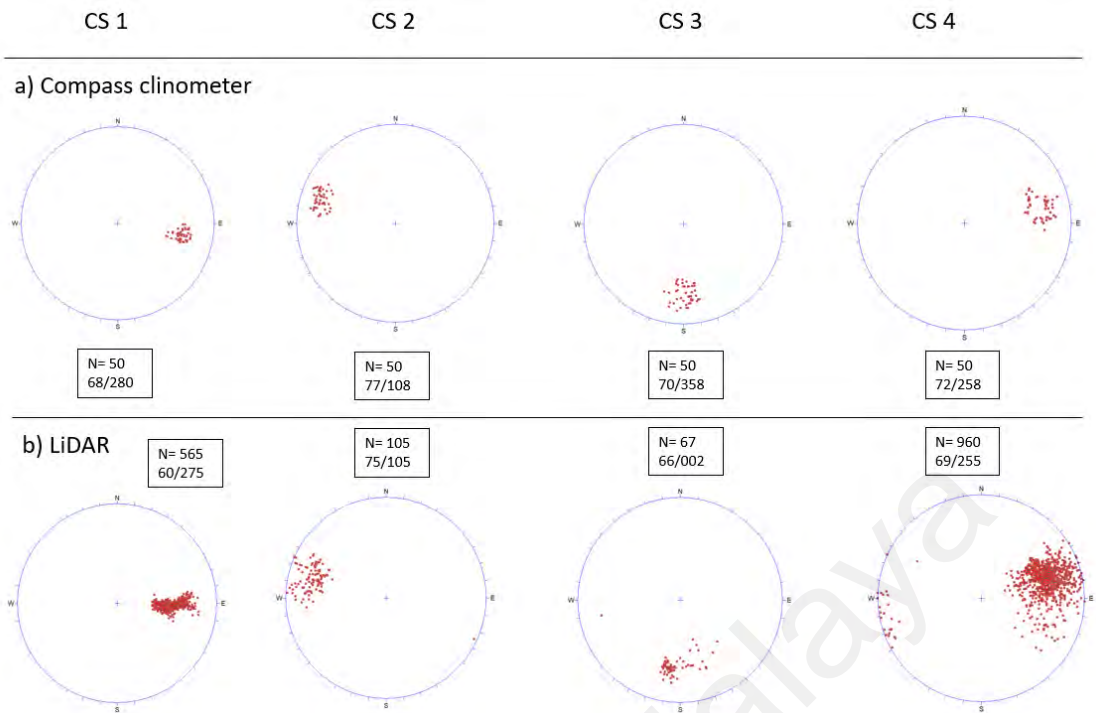 CS 1 CS 2 CS 3 CS 4
a) Compass clinometer
N N N N
W E W E W E W E
S S S S
N= 50
68/280
N= 50
77/108
N= 50
70/358
N= 50
72/258
b) LiDAR
N= 565
60/275
N= 105
75/105
N= 67
66/002
N= 960
69/255
N N N N
W E W E W E W E
S S S S
alaya